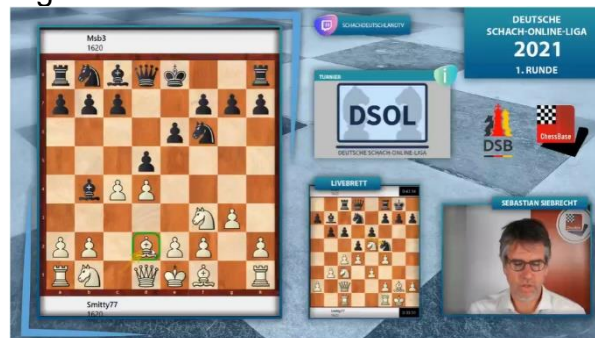 Msb3
1620
Smitty77
1620
SCHACHDEUTSCHLANDTV
TURNIER
DSOL
DEUTSCHE SCHACH-ONLINE-LIGA
LIVEBRETT
DEUTSCHE
SCHACH-ONLINE-LIGA
2021
1. RUNDE
DSB
ChessBase
SEBASTIAN SIEBRECHT